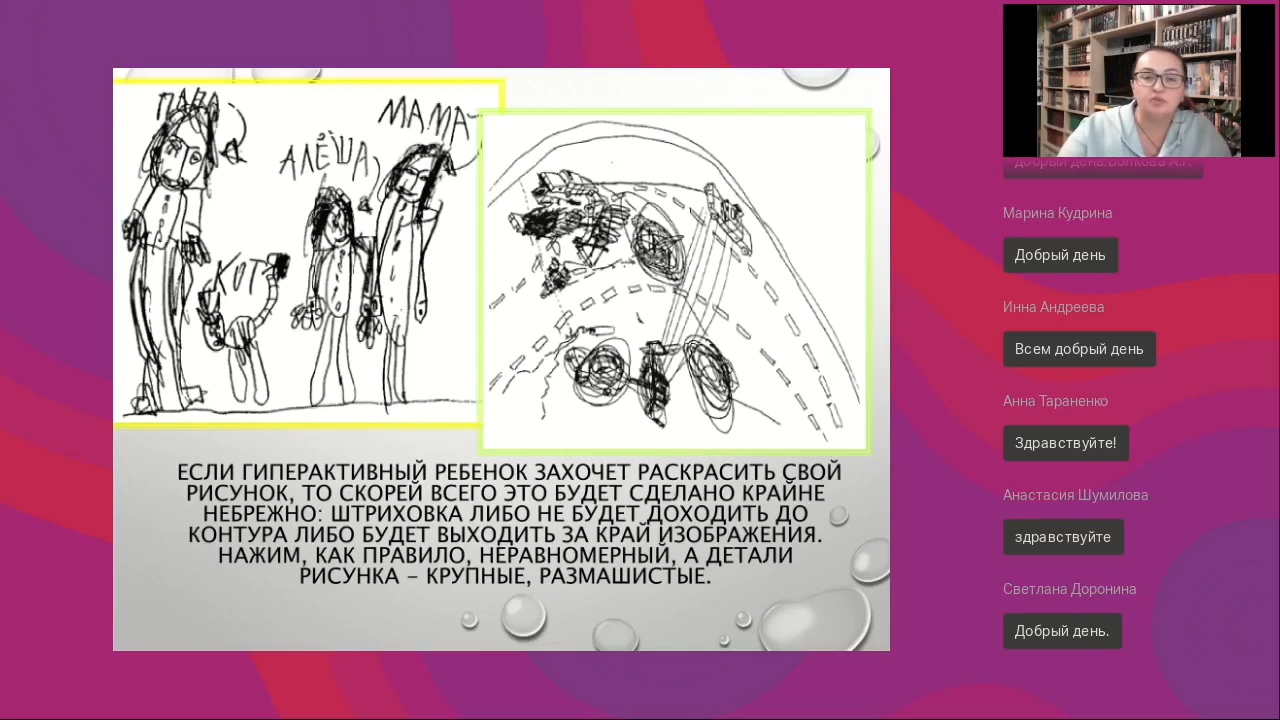 ПАПА
АЛЁША
МАМА
КОТ
ЕСЛИ ГИПЕРАКТИВНЫЙ РЕБЕНОК ЗАХОЧЕТ РАСКРАСИТЬ СВОЙ
РИСУНОК, ТО СКОРЕЙ ВСЕГО ЭТО БУДЕТ СДЕЛАНО КРАЙНЕ
НЕБРЕЖНО: ШТРИХОВКА ЛИБО НЕ БУДЕТ ДОХОДИТЬ ДО
КОНТУРА ЛИБО БУДЕТ ВЫХОДИТЬ ЗА КРАЙ ИЗОБРАЖЕНИЯ.
НАЖИМ, КАК ПРАВИЛО, НЕРАВНОМЕРНЫЙ, А ДЕТАЛИ
РИСУНКА – КРУПНЫЕ, РАЗМАШИСТЫЕ.
добрый день.Волкова А.Г.
Марина Кудрина
Добрый день
Инна Андреева
Всем добрый день
Анна Тараненко
Здравствуйте!
Анастасия Шумилова
здравствуйте
Светлана Доронина
Добрый день.